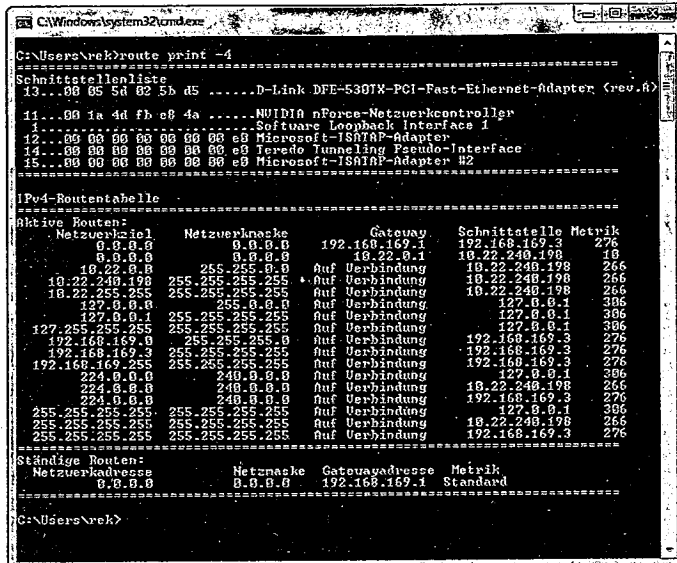 C:\Windows\system32\cmd.exe
C:\Users\rek>route print -4
===========================================================================
Schnittstellenliste
13...00 05 5d 02 5b d5 ......D-Link DFE-530TX-PCI-Fast-Ethernet-Adapter (rev.A)
11...00 1a 4d fb c8 4a ......NVIDIA nForce-Netzwerkcontroller
1...........................Software Loopback Interface 1
12...00 00 00 00 00 00 00 e0 Microsoft-ISATAP-Adapter
14...00 00 00 00 00 00 00 e0 Teredo Tunneling Pseudo-Interface
15...00 00 00 00 00 00 00 e0 Microsoft-ISATAP-Adapter #2
===========================================================================
IPv4-Routentabelle
===========================================================================
Aktive Routen:
Netzwerkziel Netzwerkmaske Gateway Schnittstelle Metrik
0.0.0.0 0.0.0.0 192.168.169.1 192.168.169.3 276
0.0.0.0 0.0.0.0 10.22.0.1 10.22.240.198 10
10.22.0.0 255.255.0.0 Auf Verbindung 10.22.240.198 266
10.22.240.198 255.255.255.255 Auf Verbindung 10.22.240.198 266
10.22.255.255 255.255.255.255 Auf Verbindung 10.22.240.198 266
127.0.0.0 255.0.0.0 Auf Verbindung 127.0.0.1 306
127.0.0.1 255.255.255.255 Auf Verbindung 127.0.0.1 306
127.255.255.255 255.255.255.255 Auf Verbindung 127.0.0.1 306
192.168.169.0 255.255.255.0 Auf Verbindung 192.168.169.3 276
192.168.169.3 255.255.255.255 Auf Verbindung 192.168.169.3 276
192.168.169.255 255.255.255.255 Auf Verbindung 192.168.169.3 276
224.0.0.0 240.0.0.0 Auf Verbindung 127.0.0.1 306
224.0.0.0 240.0.0.0 Auf Verbindung 10.22.240.198 266
224.0.0.0 240.0.0.0 Auf Verbindung 192.168.169.3 276
255.255.255.255 255.255.255.255 Auf Verbindung 127.0.0.1 306
255.255.255.255 255.255.255.255 Auf Verbindung 10.22.240.198 266
255.255.255.255 255.255.255.255 Auf Verbindung 192.168.169.3 276
===========================================================================
Ständige Routen:
Netzwerkadresse Netzmaske Gatewayadresse Metrik
0.0.0.0 0.0.0.0 192.168.169.1 Standard
===========================================================================
C:\Users\rek>